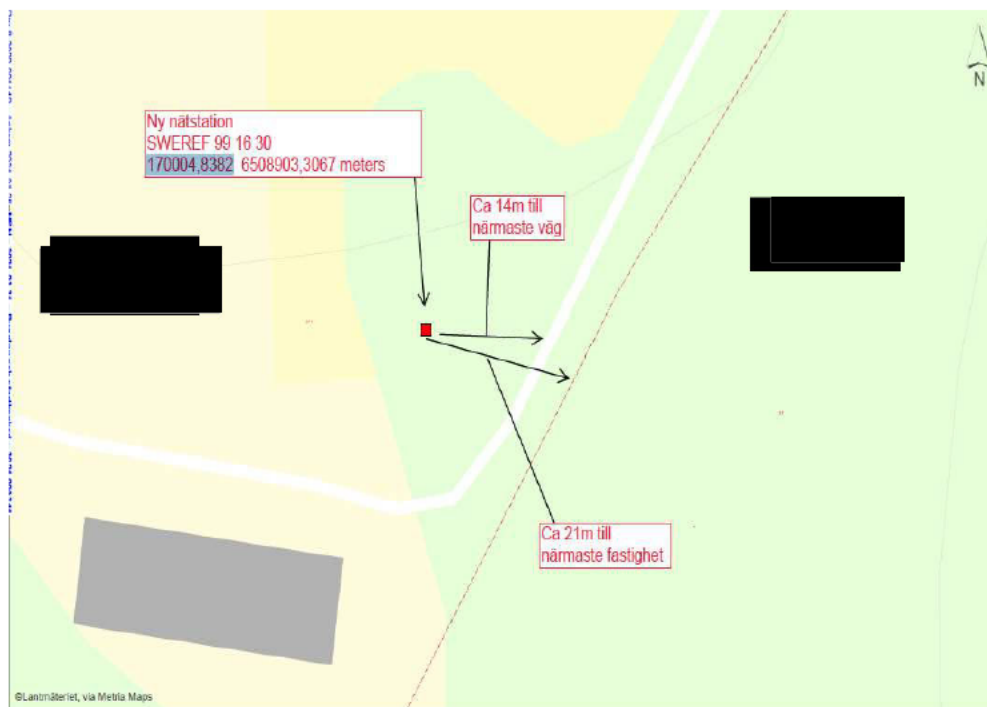 N
Ny nätstation
SWEREF 99 16 30
170004,8382 6508903,3067 meters
Ca 14m till
närmaste väg
Ca 21m till
närmaste fastighet
©Lantmäteriet, via Metria Maps